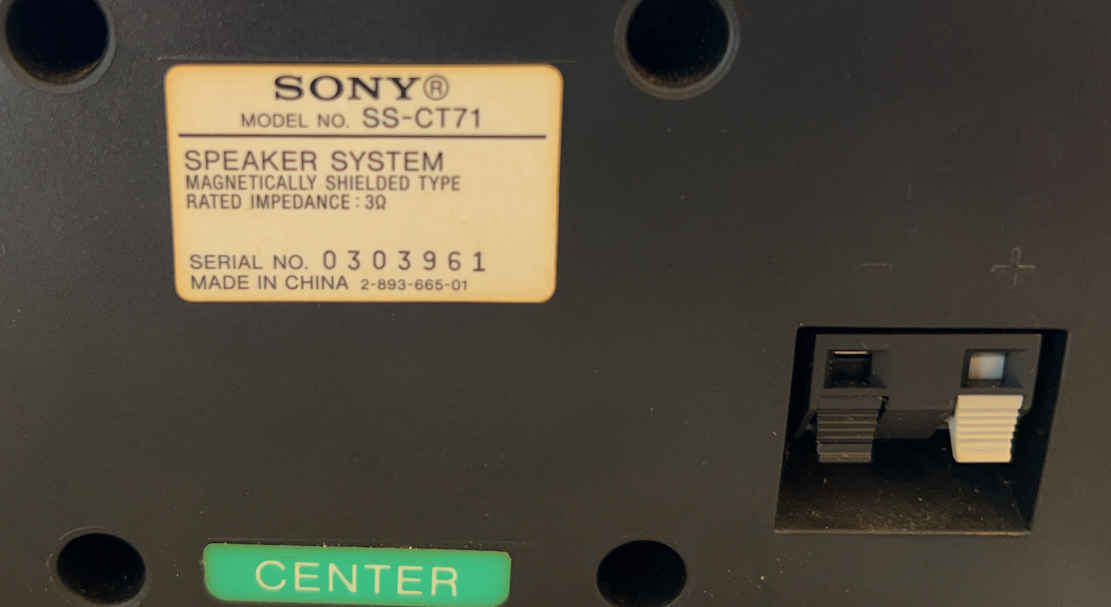 SONY®
MODEL NO. SS-CT71
SPEAKER SYSTEM
MAGNETICALLY SHIELDED TYPE
RATED IMPEDANCE : 3Ω
SERIAL NO. 0303961
MADE IN CHINA 2-893-665-01
− +
CENTER